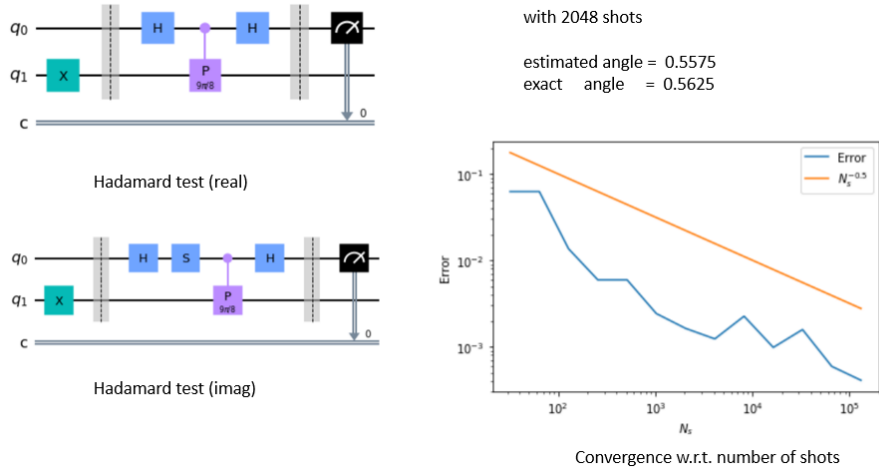 q0
H
H
q1
X
P
9π/8
c
0
Hadamard test (real)
q0
H
S
H
q1
X
P
9π/8
c
0
Hadamard test (imag)
with 2048 shots
estimated angle = 0.5575
exact angle = 0.5625
Error
Ns^-0.5
10^-1
10^-2
10^-3
Error
10^2
10^3
10^4
10^5
Ns
Convergence w.r.t. number of shots